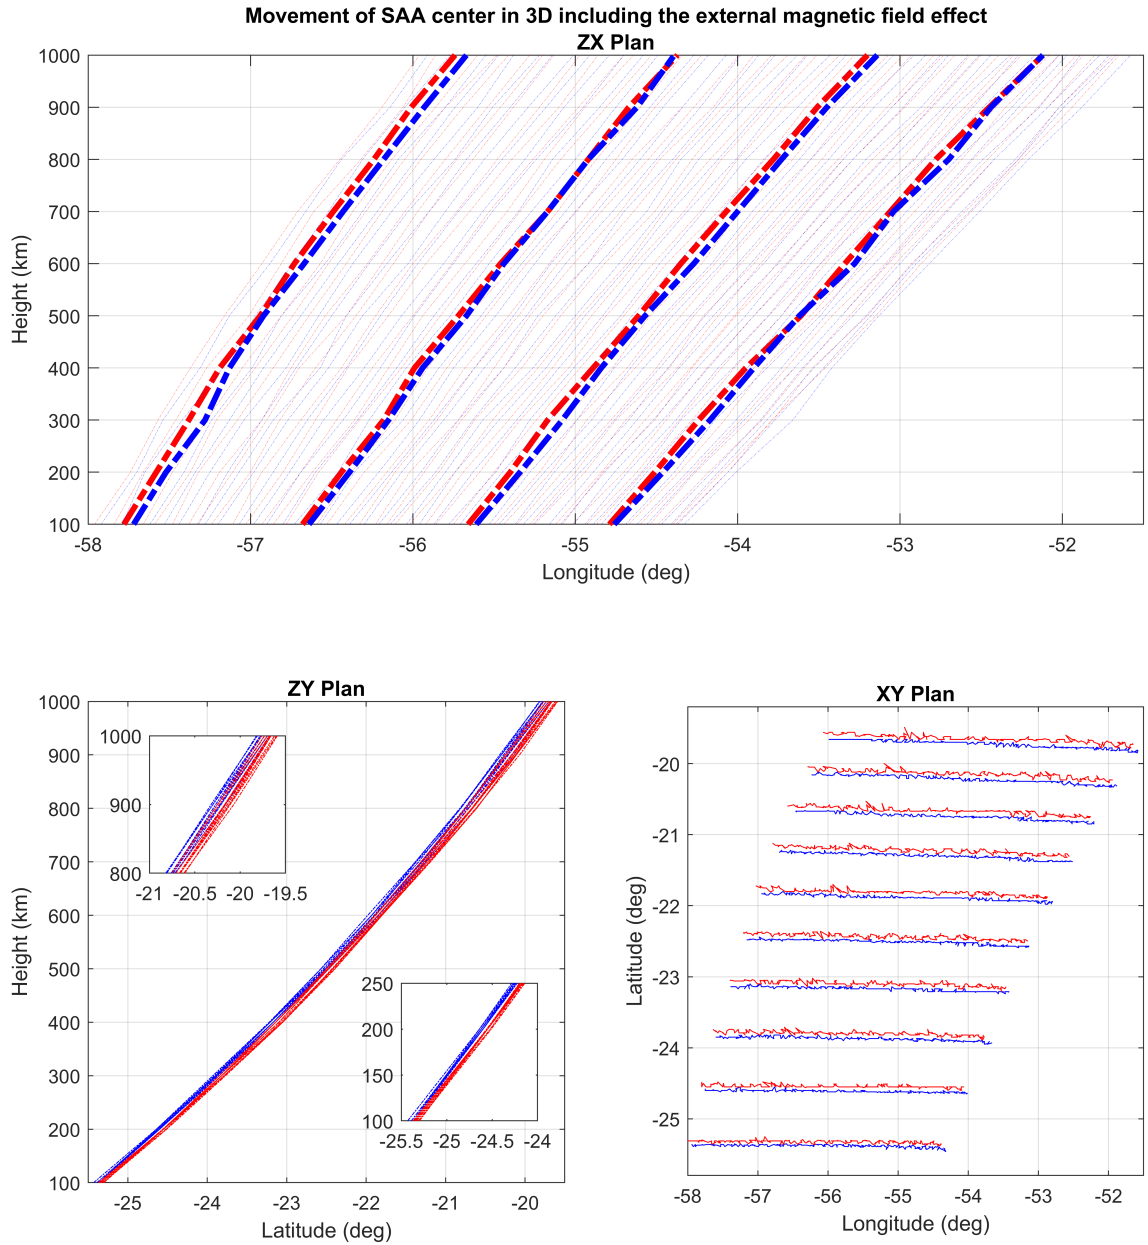 Movement of SAA center in 3D including the external magnetic field effect
ZX Plan
1000
900
800
700
600
500
400
300
200
100
Height (km)
-58 -57 -56 -55 -54 -53 -52
Longitude (deg)
ZY Plan
1000
900
800
700
600
500
400
300
200
100
Height (km)
1000
900
800
-21 -20.5 -20 -19.5
250
200
150
100
-25.5 -25 -24.5 -24
-25 -24 -23 -22 -21 -20
Latitude (deg)
XY Plan
-20
-21
-22
-23
-24
-25
Latitude (deg)
-58 -57 -56 -55 -54 -53 -52
Longitude (deg)